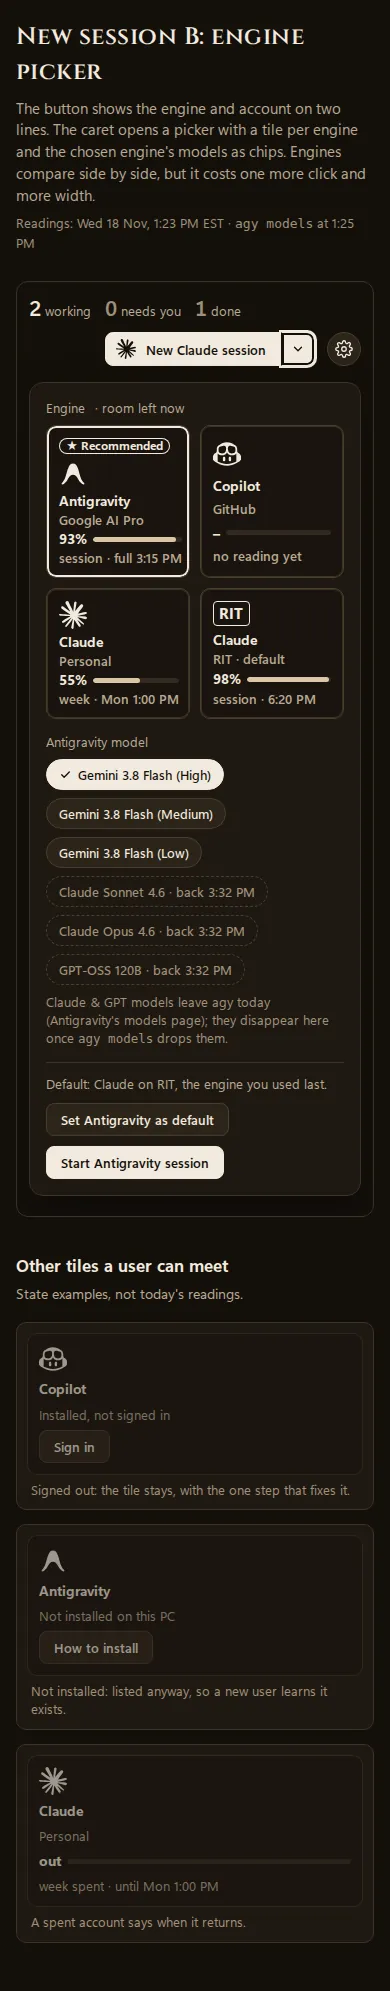 New session B: engine
picker
The button shows the engine and account on two
lines. The caret opens a picker with a tile per engine
and the chosen engine's models as chips. Engines
compare side by side, but it costs one more click and
more width.
Readings: Wed 18 Nov, 1:23 PM EST · agy models at 1:25
PM
2 working 0 needs you 1 done
New Claude session
Engine · room left now
★ Recommended
Antigravity
Google AI Pro
93%
session · full 3:15 PM
Copilot
GitHub
–
no reading yet
Claude
Personal
55%
week · Mon 1:00 PM
RIT
Claude
RIT · default
98%
session · 6:20 PM
Antigravity model
✓ Gemini 3.8 Flash (High)
Gemini 3.8 Flash (Medium)
Gemini 3.8 Flash (Low)
Claude Sonnet 4.6 · back 3:32 PM
Claude Opus 4.6 · back 3:32 PM
GPT-OSS 120B · back 3:32 PM
Claude & GPT models leave agy today
(Antigravity's models page); they disappear here
once agy models drops them.
Default: Claude on RIT, the engine you used last.
Set Antigravity as default
Start Antigravity session
Other tiles a user can meet
State examples, not today's readings.
Copilot
Installed, not signed in
Sign in
Signed out: the tile stays, with the one step that fixes it.
Antigravity
Not installed on this PC
How to install
Not installed: listed anyway, so a new user learns it
exists.
Claude
Personal
out
week spent · until Mon 1:00 PM
A spent account says when it returns.